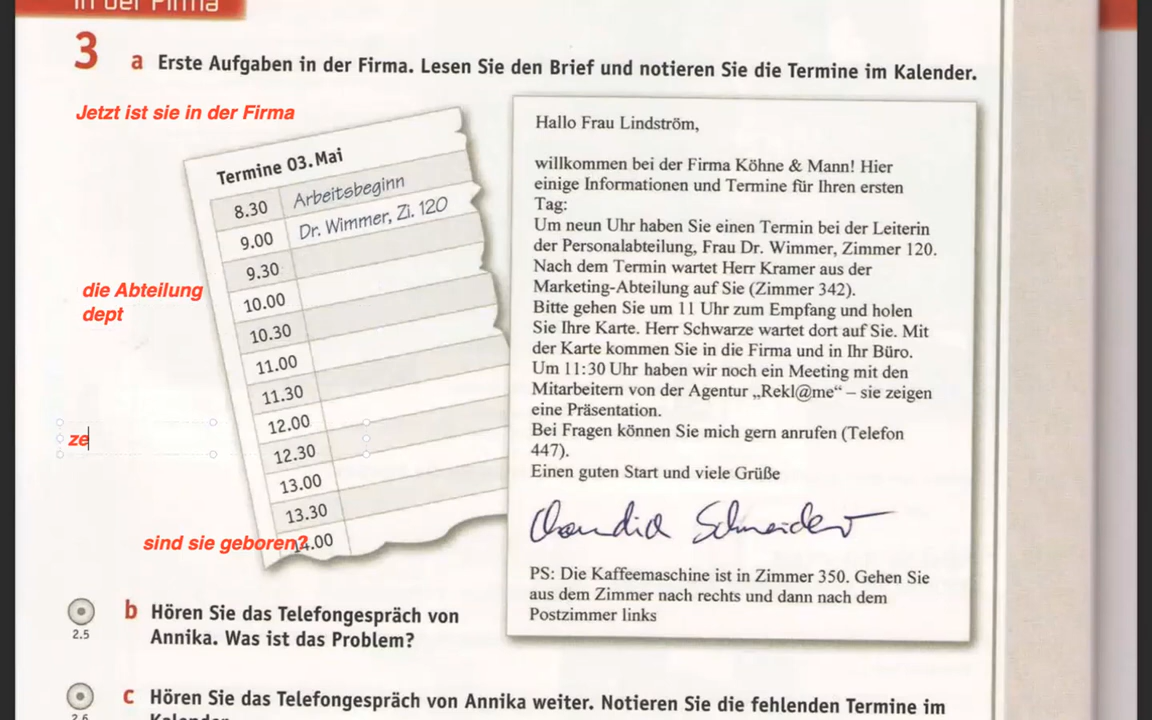 In der Firma
3 a Erste Aufgaben in der Firma. Lesen Sie den Brief und notieren Sie die Termine im Kalender.
Jetzt ist sie in der Firma
Termine 03. Mai
8.30 Arbeitsbeginn
9.00 Dr. Wimmer, Zi. 120
9.30
10.00
10.30
11.00
11.30
12.00
12.30
13.00
13.30
14.00
die Abteilung
dept
ze
sind sie geboren?
Hallo Frau Lindström,
willkommen bei der Firma Köhne & Mann! Hier
einige Informationen und Termine für Ihren ersten
Tag:
Um neun Uhr haben Sie einen Termin bei der Leiterin
der Personalabteilung, Frau Dr. Wimmer, Zimmer 120.
Nach dem Termin wartet Herr Kramer aus der
Marketing-Abteilung auf Sie (Zimmer 342).
Bitte gehen Sie um 11 Uhr zum Empfang und holen
Sie Ihre Karte. Herr Schwarze wartet dort auf Sie. Mit
der Karte kommen Sie in die Firma und in Ihr Büro.
Um 11:30 Uhr haben wir noch ein Meeting mit den
Mitarbeitern von der Agentur „Rekl@me“ – sie zeigen
eine Präsentation.
Bei Fragen können Sie mich gern anrufen (Telefon
447).
Einen guten Start und viele Grüße
Claudia Schneider
PS: Die Kaffeemaschine ist in Zimmer 350. Gehen Sie
aus dem Zimmer nach rechts und dann nach dem
Postzimmer links
2.5
b Hören Sie das Telefongespräch von
Annika. Was ist das Problem?
2.6
c Hören Sie das Telefongespräch von Annika weiter. Notieren Sie die fehlenden Termine im
Kalender.